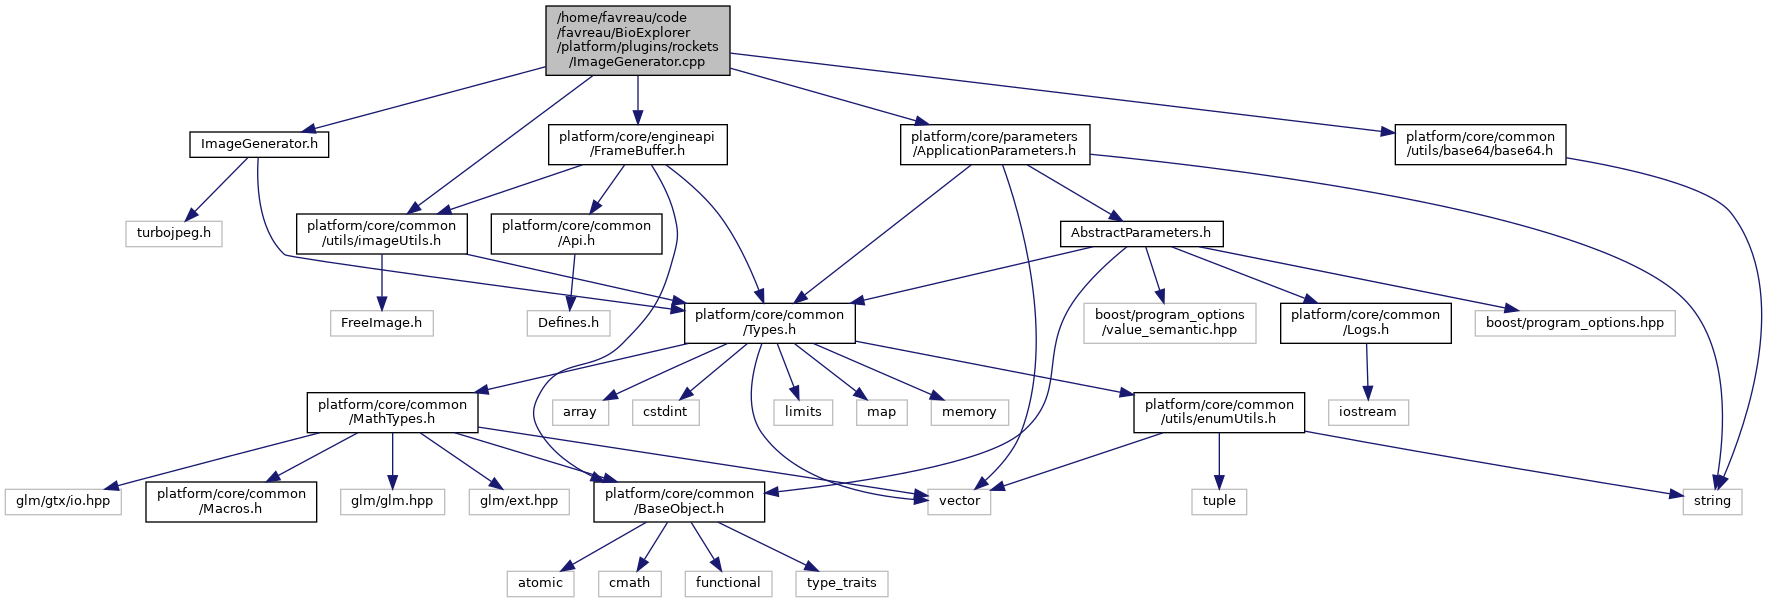 /home/favreau/code
/favreau/BioExplorer
/platform/plugins/rockets
/ImageGenerator.cpp
ImageGenerator.h
platform/core/engineapi
/FrameBuffer.h
platform/core/parameters
/ApplicationParameters.h
platform/core/common
/utils/base64/base64.h
turbojpeg.h
platform/core/common
/utils/imageUtils.h
platform/core/common
/Api.h
AbstractParameters.h
FreeImage.h
Defines.h
platform/core/common
/Types.h
boost/program_options
/value_semantic.hpp
platform/core/common
/Logs.h
boost/program_options.hpp
platform/core/common
/MathTypes.h
array
cstdint
limits
map
memory
platform/core/common
/utils/enumUtils.h
iostream
glm/gtx/io.hpp
platform/core/common
/Macros.h
glm/glm.hpp
glm/ext.hpp
platform/core/common
/BaseObject.h
vector
tuple
string
atomic
cmath
functional
type_traits